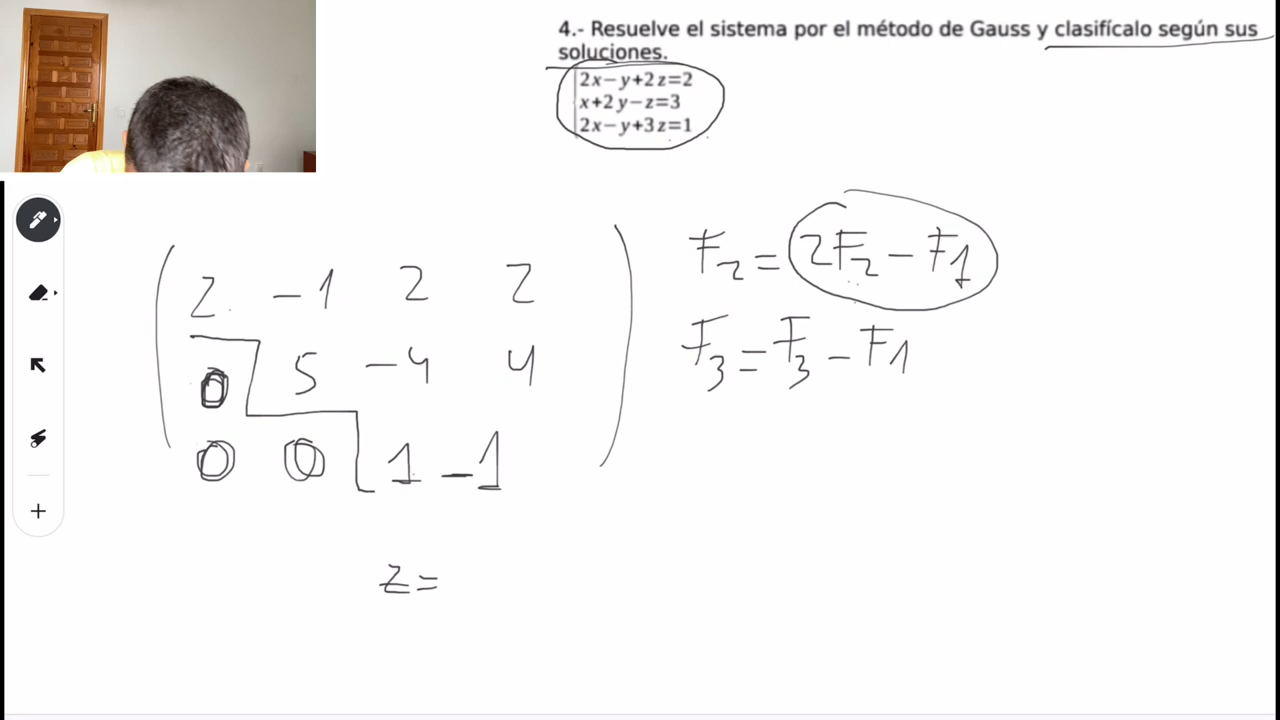 4.- Resuelve el sistema por el método de Gauss y clasifícalo según sus
soluciones.
2x-y+2z=2
x+2y-z=3
2x-y+3z=1
F₂ = 2F₂ - F1
2 -1 2 2
F₃ = F₃ - F1
0 5 -4 4
0 0 1 -1
z=